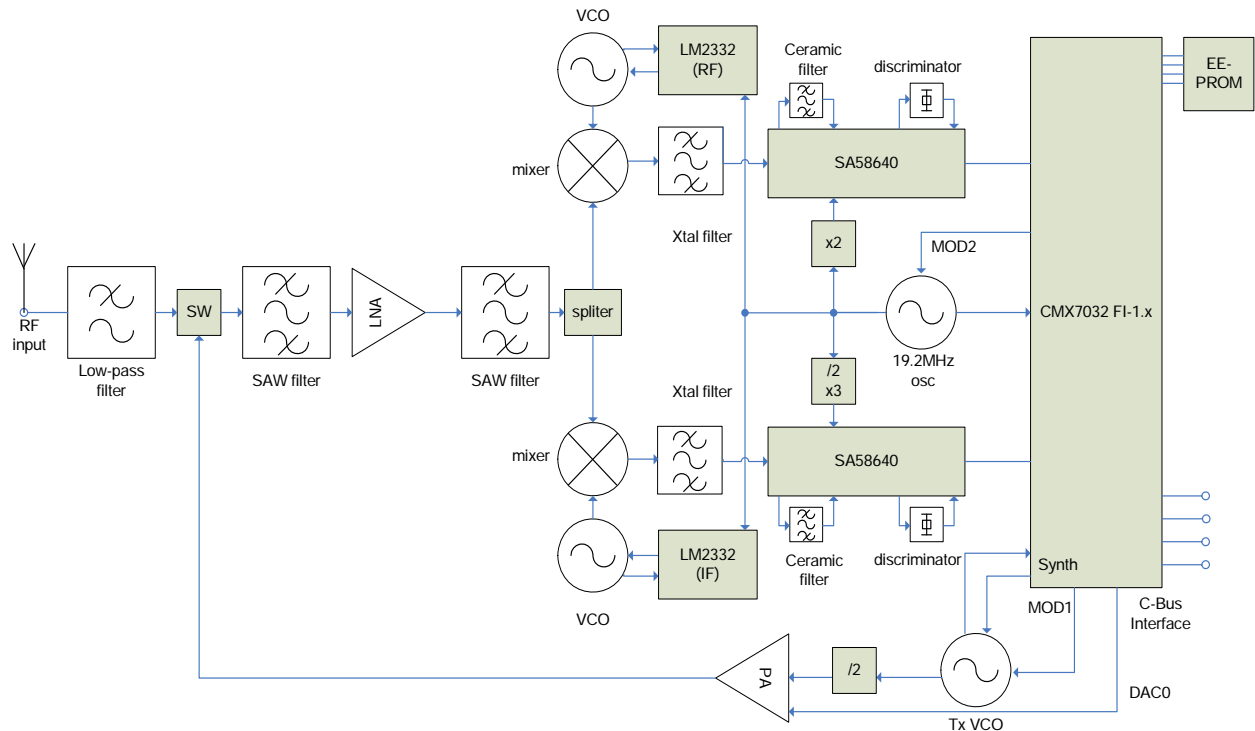 VCO
LM2332
(RF)
Ceramic
filter
discriminator
EE-
PROM
mixer
SA58640
Xtal filter
x2
MOD2
RF
input
Low-pass
filter
SW
SAW filter
LNA
SAW filter
spliter
19.2MHz
osc
CMX7032 FI-1.x
/2
x3
Xtal filter
mixer
SA58640
Ceramic
filter
discriminator
LM2332
(IF)
VCO
Synth
MOD1
C-Bus
Interface
PA
/2
Tx VCO
DAC0